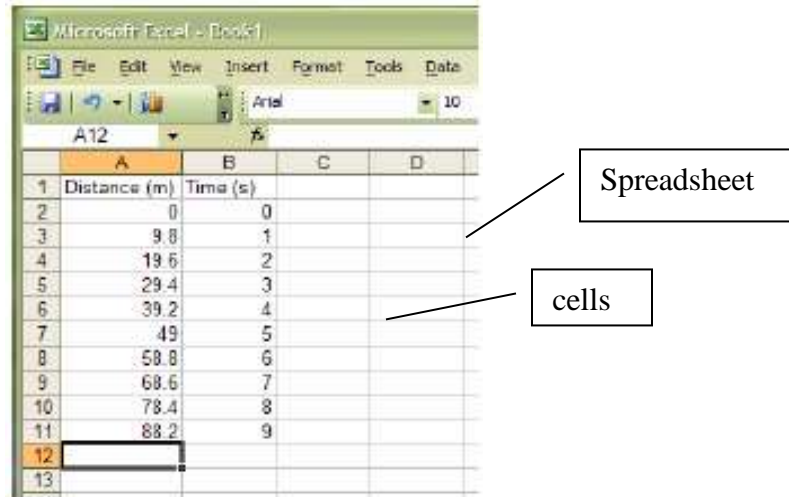 Microsoft Excel - Book1
File Edit View Insert Format Tools Data
Arial 10
A12 fx
A B C D
1 Distance (m) Time (s)
2 0 0
3 9.8 1
4 19.6 2
5 29.4 3
6 39.2 4
7 49 5
8 58.8 6
9 68.6 7
10 78.4 8
11 88.2 9
12
13
Spreadsheet
cells